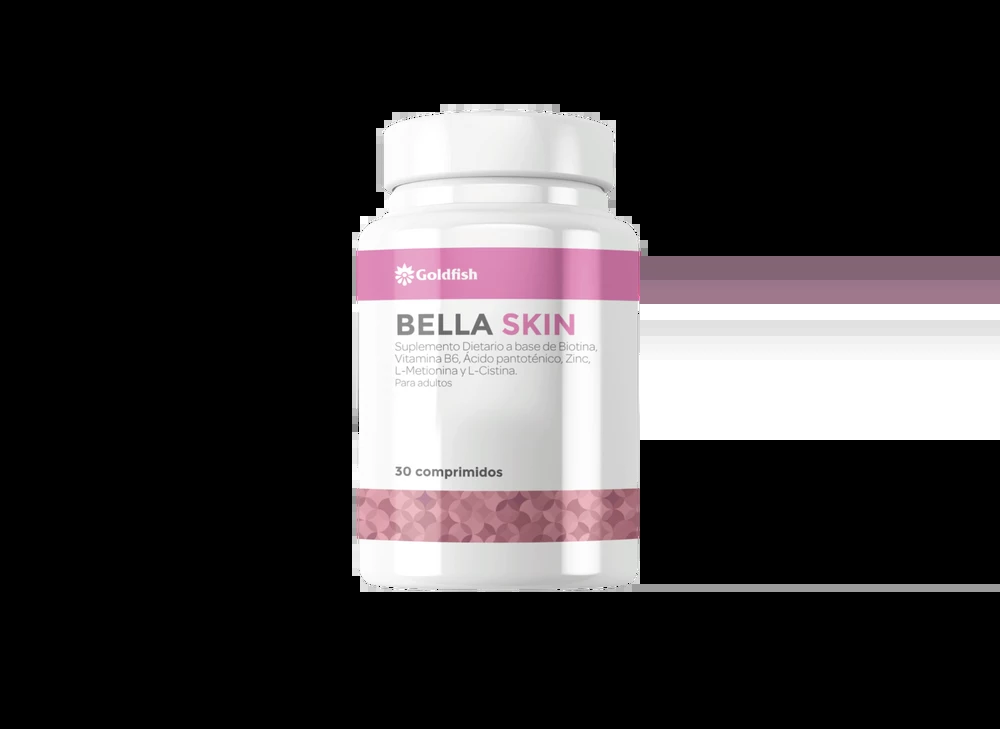 Goldfish
BELLA SKIN
Suplemento Dietario a base de Biotina,
Vitamina B6, Ácido pantoténico, Zinc,
L-Metionina y L-Cistina.
Para adultos
30 comprimidos